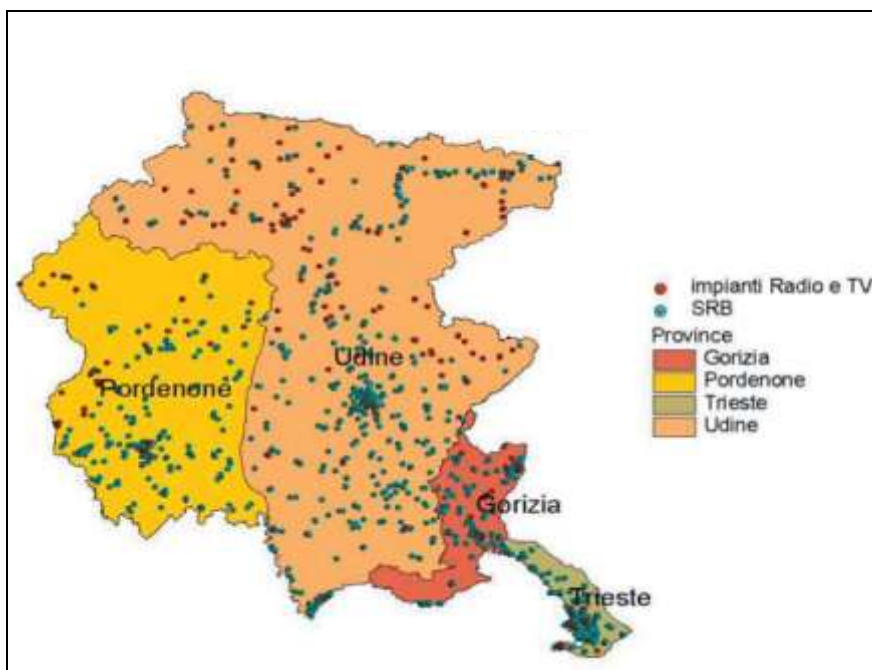 impianti Radio e TV
SRB
Province
Gorizia
Pordenone
Trieste
Udine
Udine
Pordenone
Gorizia
Trieste